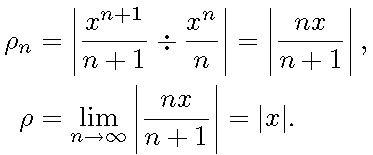 ρ_n = | x^{n+1}/(n+1) ÷ x^n/n | = | nx/(n+1) |,
ρ = lim_{n→∞} | nx/(n+1) | = |x|.